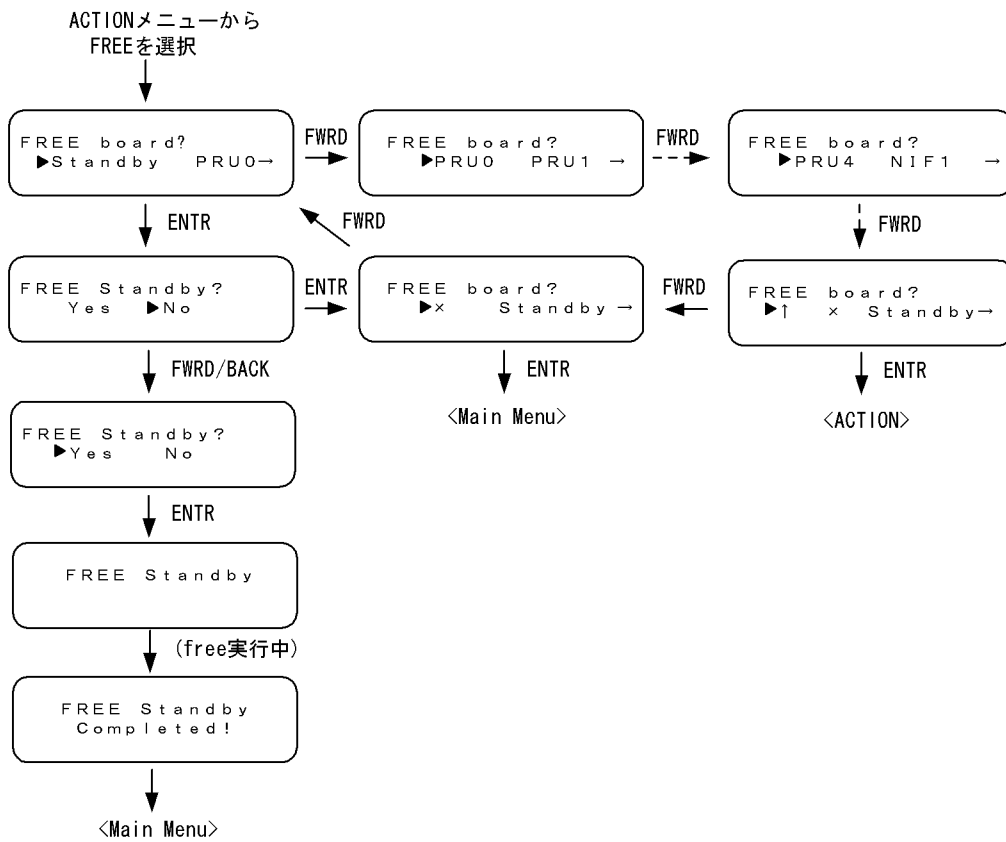 ACTIONメニューから
FREEを選択
FREE board?
▶Standby PRU0→
FWRD
FREE board?
▶PRU0 PRU1 →
FWRD
FREE board?
▶PRU4 NIF1 →
ENTR
FWRD
FWRD
FREE Standby?
Yes ▶No
ENTR
FREE board?
▶× Standby →
FWRD
FREE board?
▶↑ × Standby→
FWRD/BACK
ENTR
ENTR
<Main Menu>
<ACTION>
FREE Standby?
▶Yes No
ENTR
FREE Standby
(free実行中)
FREE Standby
Completed!
<Main Menu>